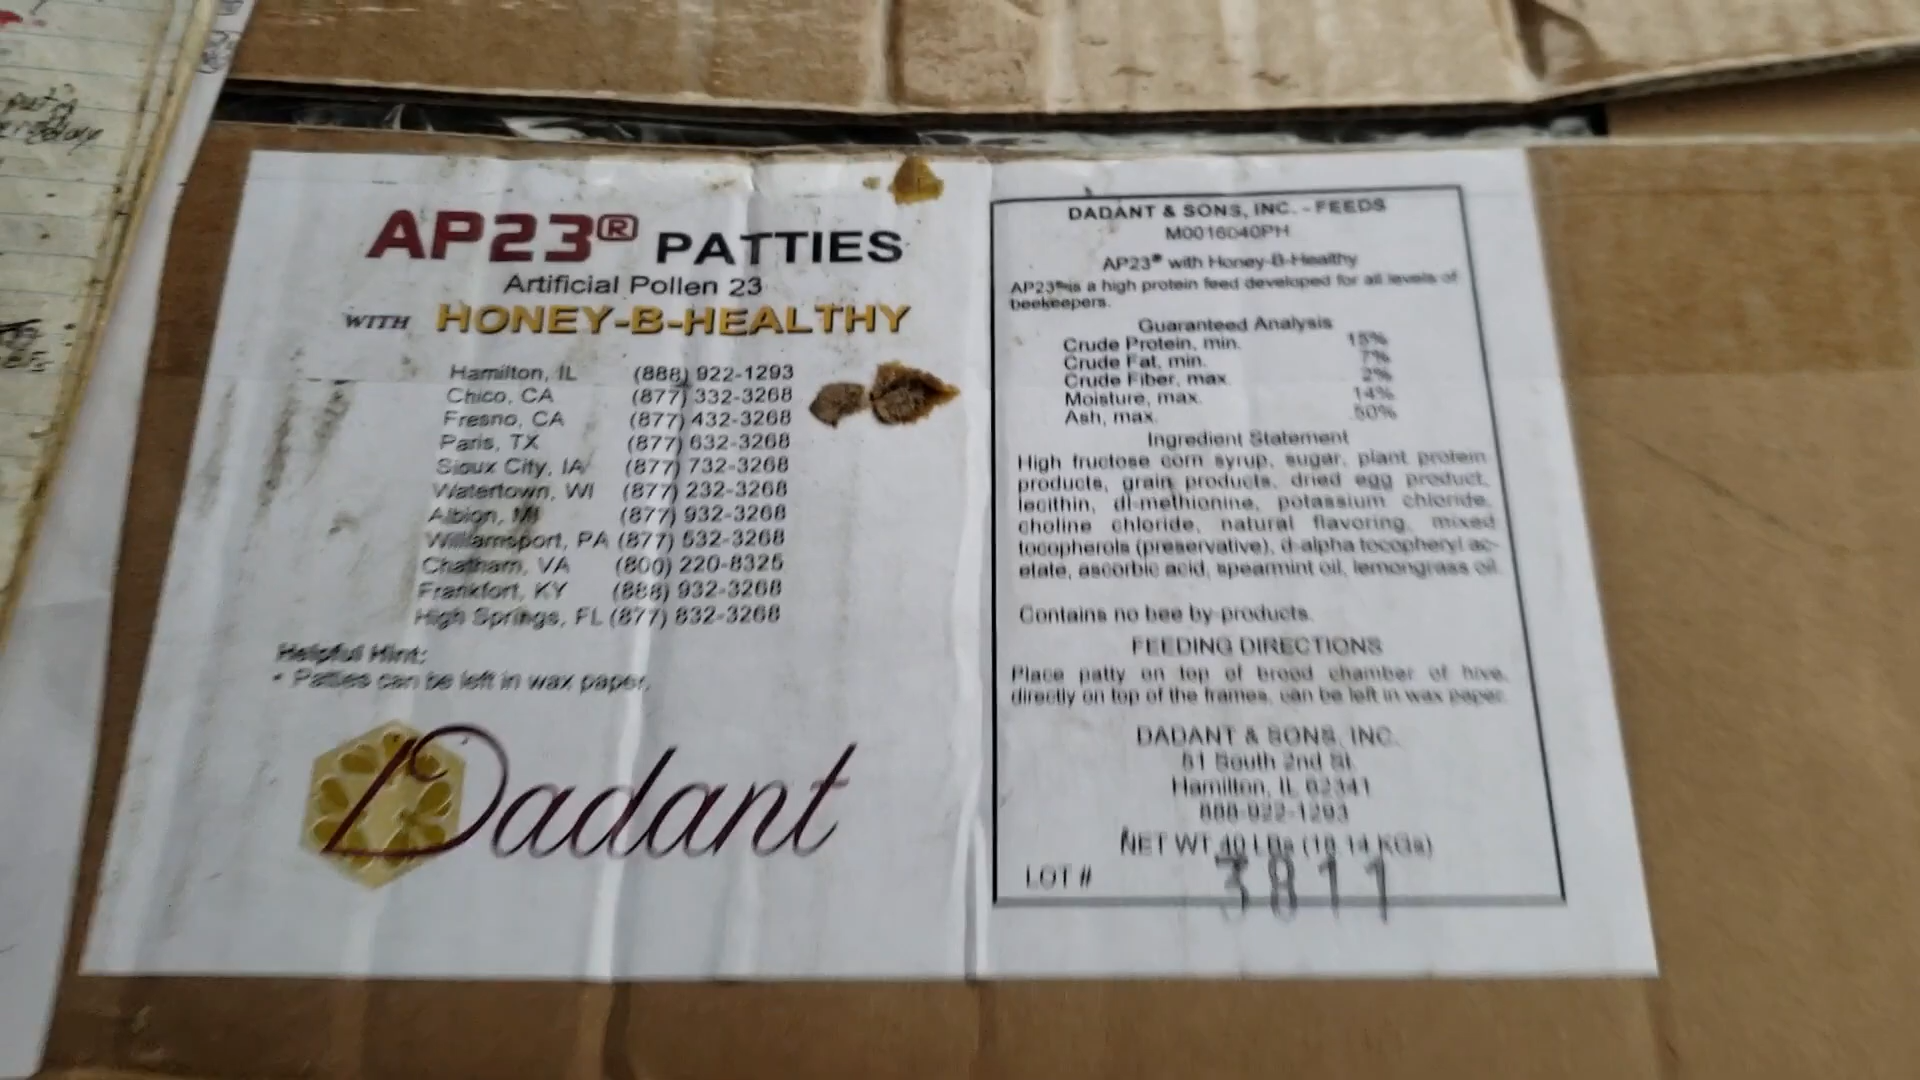 AP23® PATTIES
Artificial Pollen 23
WITH HONEY-B-HEALTHY
Hamilton, IL (888) 922-1293
Chico, CA (877) 332-3268
Fresno, CA (877) 432-3268
Paris, TX (877) 632-3268
Sioux City, IA (877) 732-3268
Watertown, WI (877) 232-3268
Albion, MI (877) 932-3268
Williamsport, PA (877) 532-3268
Chatham, VA (800) 220-8325
Frankfort, KY (888) 932-3268
High Springs, FL (877) 832-3268
Helpful Hint:
• Patties can be left in wax paper.
Dadant
DADANT & SONS, INC. - FEEDS
M0016040PH
AP23® with Honey-B-Healthy
AP23® is a high protein feed developed for all levels of
beekeepers.
Guaranteed Analysis
Crude Protein, min. 15%
Crude Fat, min. 7%
Crude Fiber, max. 2%
Moisture, max. 14%
Ash, max. 50%
Ingredient Statement
High fructose corn syrup, sugar, plant protein
products, grain products, dried egg product,
lecithin, dl-methionine, potassium chloride,
choline chloride, natural flavoring, mixed
tocopherols (preservative), d-alpha tocopheryl ac-
etate, ascorbic acid, spearmint oil, lemongrass oil.
Contains no bee by-products.
FEEDING DIRECTIONS
Place patty on top of brood chamber of hive,
directly on top of the frames, can be left in wax paper.
DADANT & SONS, INC.
51 South 2nd St.
Hamilton, IL 62341
888-922-1293
NET WT 40 LBs (18.14 KGs)
LOT # 3811